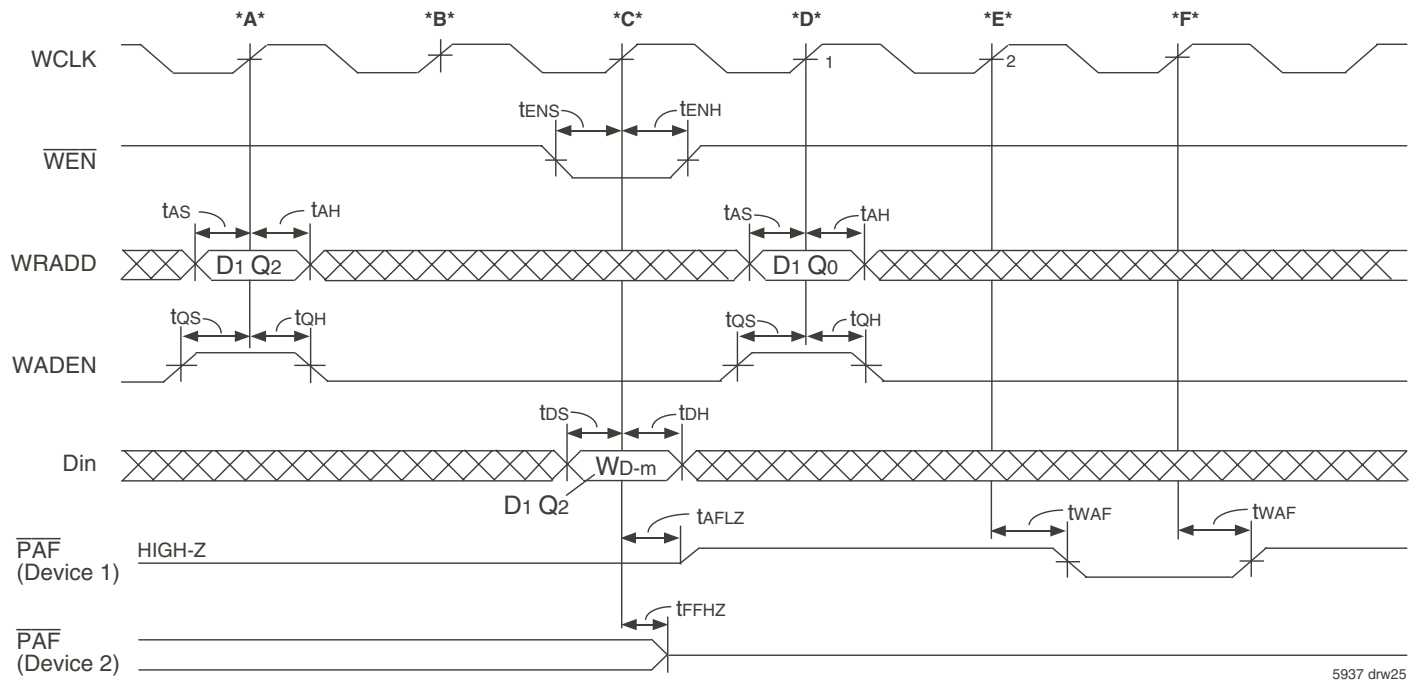 *A* *B* *C* *D* *E* *F*
WCLK
1 2
tENS tENH
WEN
tAS tAH tAS tAH
WRADD D1 Q2 D1 Q0
tQS tQH tQS tQH
WADEN
tDS tDH
Din WD-m
D1 Q2
tAFLZ tWAF tWAF
PAF HIGH-Z
(Device 1)
tFFHZ
PAF
(Device 2)
5937 drw25